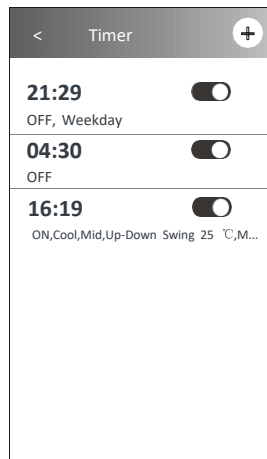 < Timer +
21:29
OFF, Weekday
04:30
OFF
16:19
ON,Cool,Mid,Up-Down Swing 25 ℃,M...